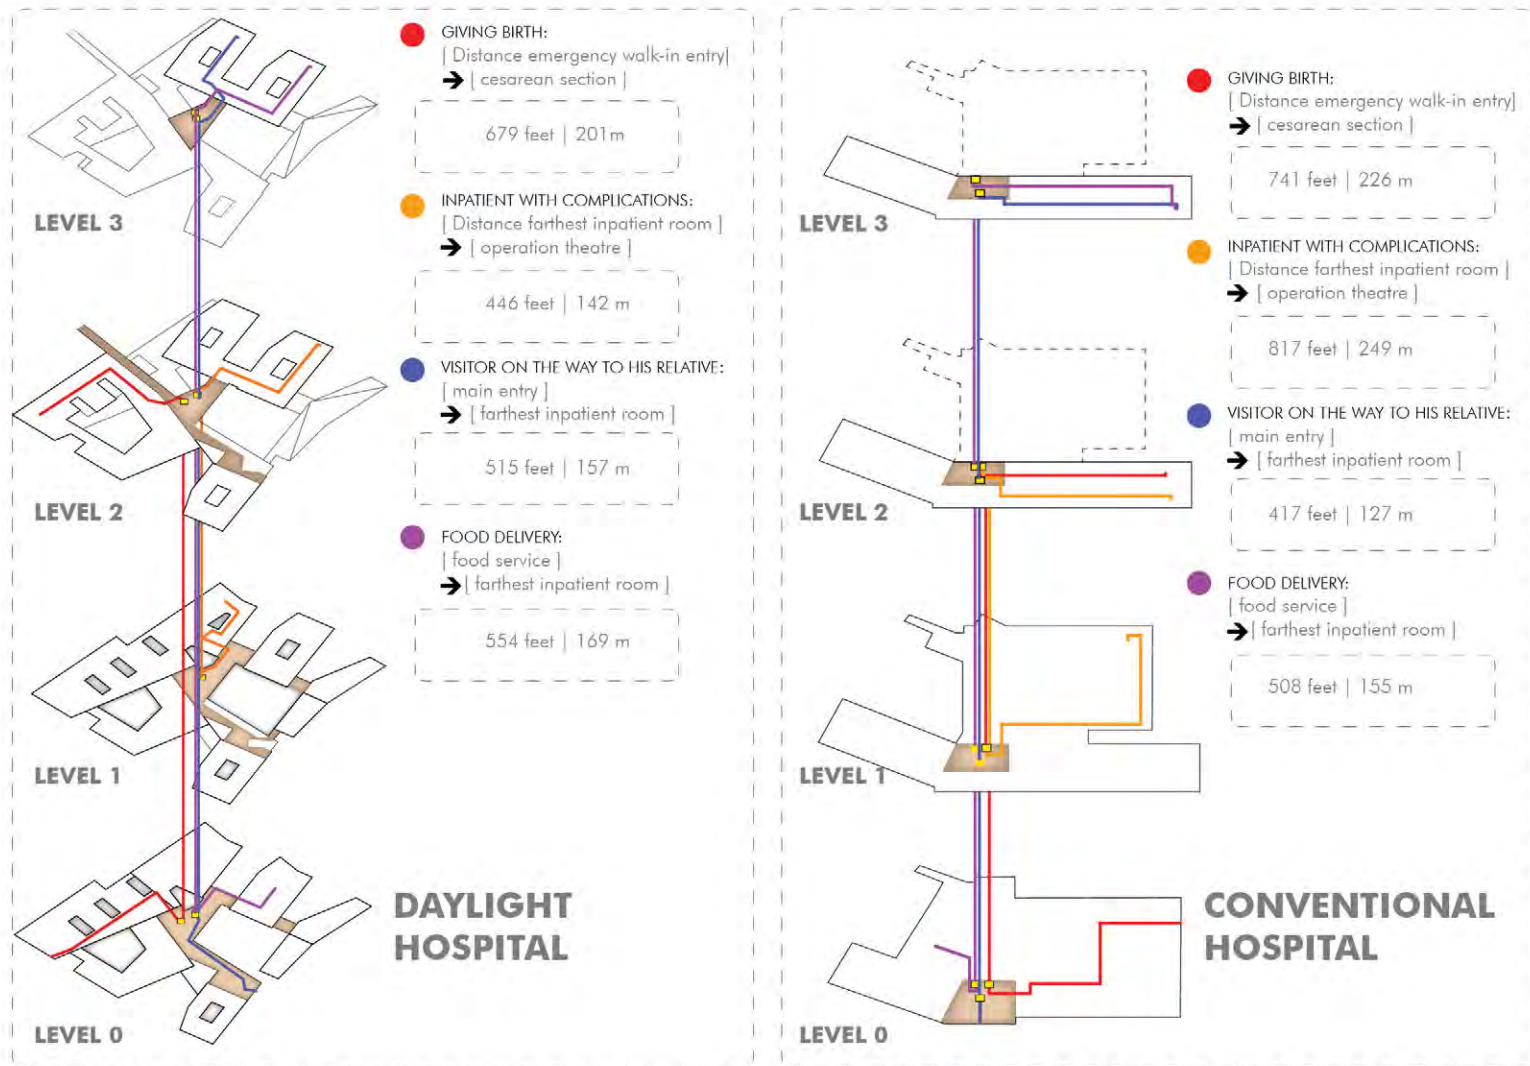 GIVING BIRTH:
[ Distance emergency walk-in entry]
➔ [ cesarean section ]
679 feet | 201m
INPATIENT WITH COMPLICATIONS:
[ Distance farthest inpatient room ]
➔ [ operation theatre ]
446 feet | 142 m
VISITOR ON THE WAY TO HIS RELATIVE:
[ main entry ]
➔ [ farthest inpatient room ]
515 feet | 157 m
FOOD DELIVERY:
[ food service ]
➔ [ farthest inpatient room ]
554 feet | 169 m
LEVEL 3
LEVEL 2
LEVEL 1
LEVEL 0
DAYLIGHT
HOSPITAL
GIVING BIRTH:
[ Distance emergency walk-in entry]
➔ [ cesarean section ]
741 feet | 226 m
INPATIENT WITH COMPLICATIONS:
[ Distance farthest inpatient room ]
➔ [ operation theatre ]
817 feet | 249 m
VISITOR ON THE WAY TO HIS RELATIVE:
[ main entry ]
➔ [ farthest inpatient room ]
417 feet | 127 m
FOOD DELIVERY:
[ food service ]
➔ [ farthest inpatient room ]
508 feet | 155 m
LEVEL 3
LEVEL 2
LEVEL 1
LEVEL 0
CONVENTIONAL
HOSPITAL